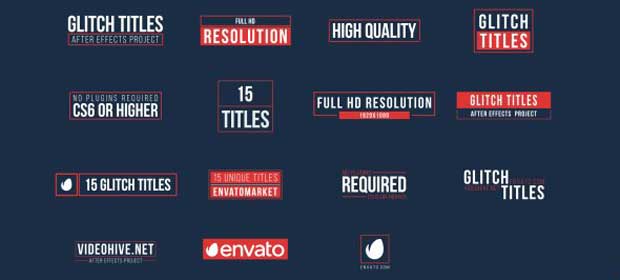 GLITCH TITLES
AFTER EFFECTS PROJECT
FULL HD
RESOLUTION
HIGH QUALITY
GLITCH
TITLES
NO PLUGINS REQUIRED
CS6 OR HIGHER
15
TITLES
FULL HD RESOLUTION
1920X1080
GLITCH TITLES
AFTER EFFECTS PROJECT
15 GLITCH TITLES
15 UNIQUE TITLES
ENVATOMARKET
NO PLUGINS
REQUIRED
GLITCH
TITLES
VIDEOHIVE.NET
AFTER EFFECTS PROJECT
envato
ENVATO.COM